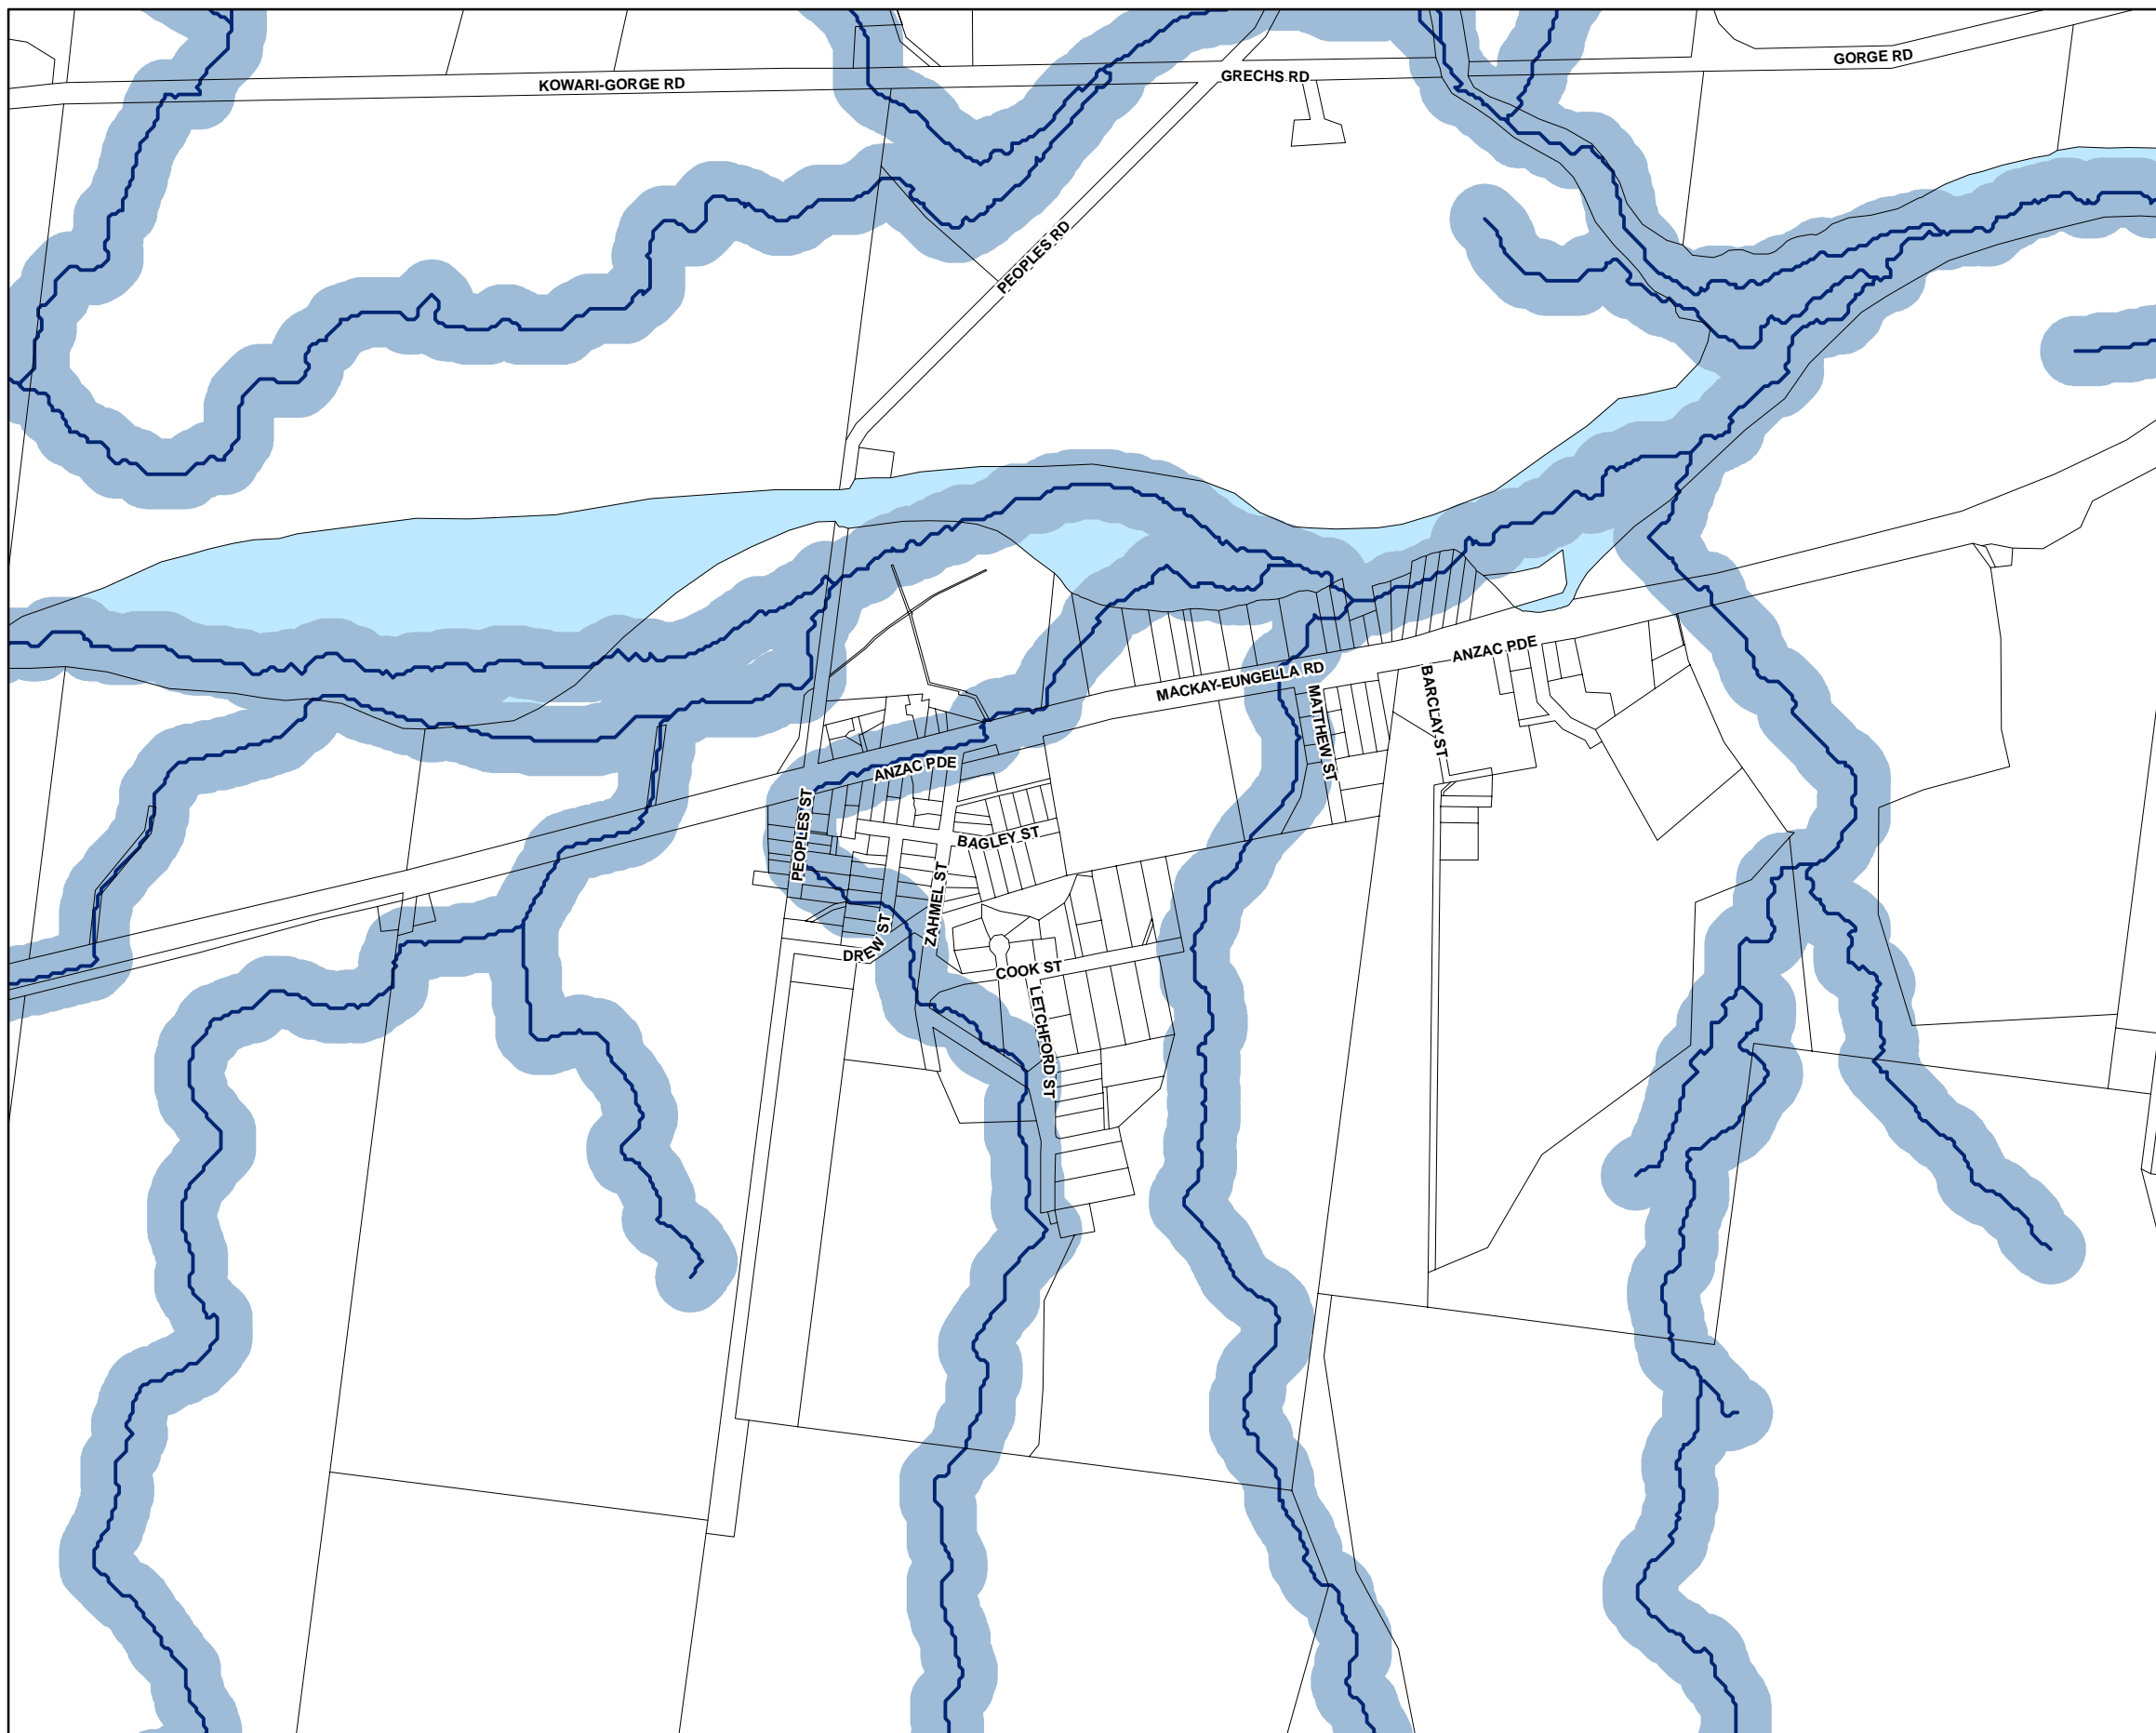 GORGE RD
GRECHS RD
KOWARI-GORGE RD
PEOPLES RD
ANZAC PDE
MACKAY-EUNGELLA RD
BARCLAY ST
MATTHEW ST
ANZAC PDE
PEOPLES ST
BAGLEY ST
ZAHMEL ST
DREW ST
COOK ST
LETCHFORD ST